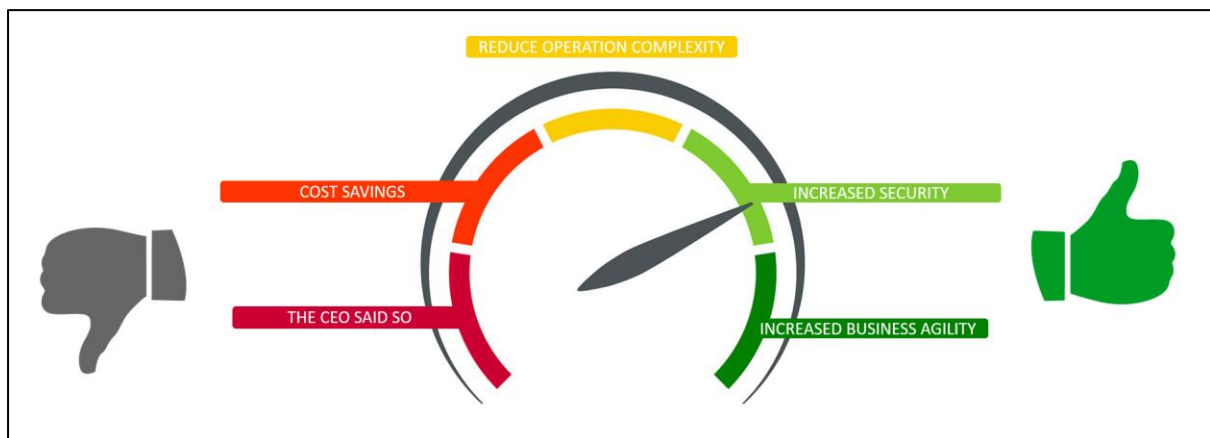 REDUCE OPERATION COMPLEXITY
COST SAVINGS
INCREASED SECURITY
THE CEO SAID SO
INCREASED BUSINESS AGILITY